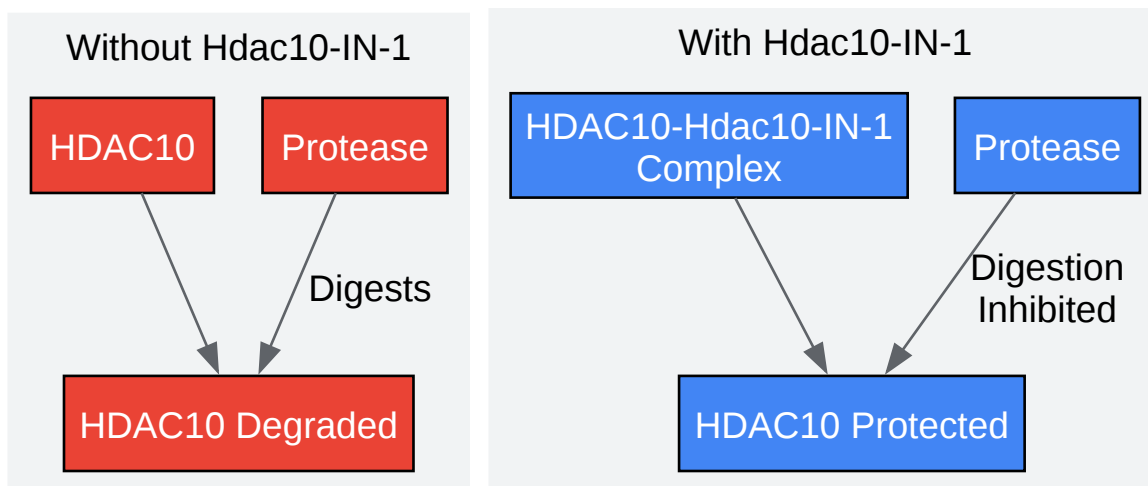 Without Hdac10-IN-1
HDAC10
Protease
Digests
HDAC10 Degraded
With Hdac10-IN-1
HDAC10-Hdac10-IN-1
Complex
Protease
Digestion
Inhibited
HDAC10 Protected